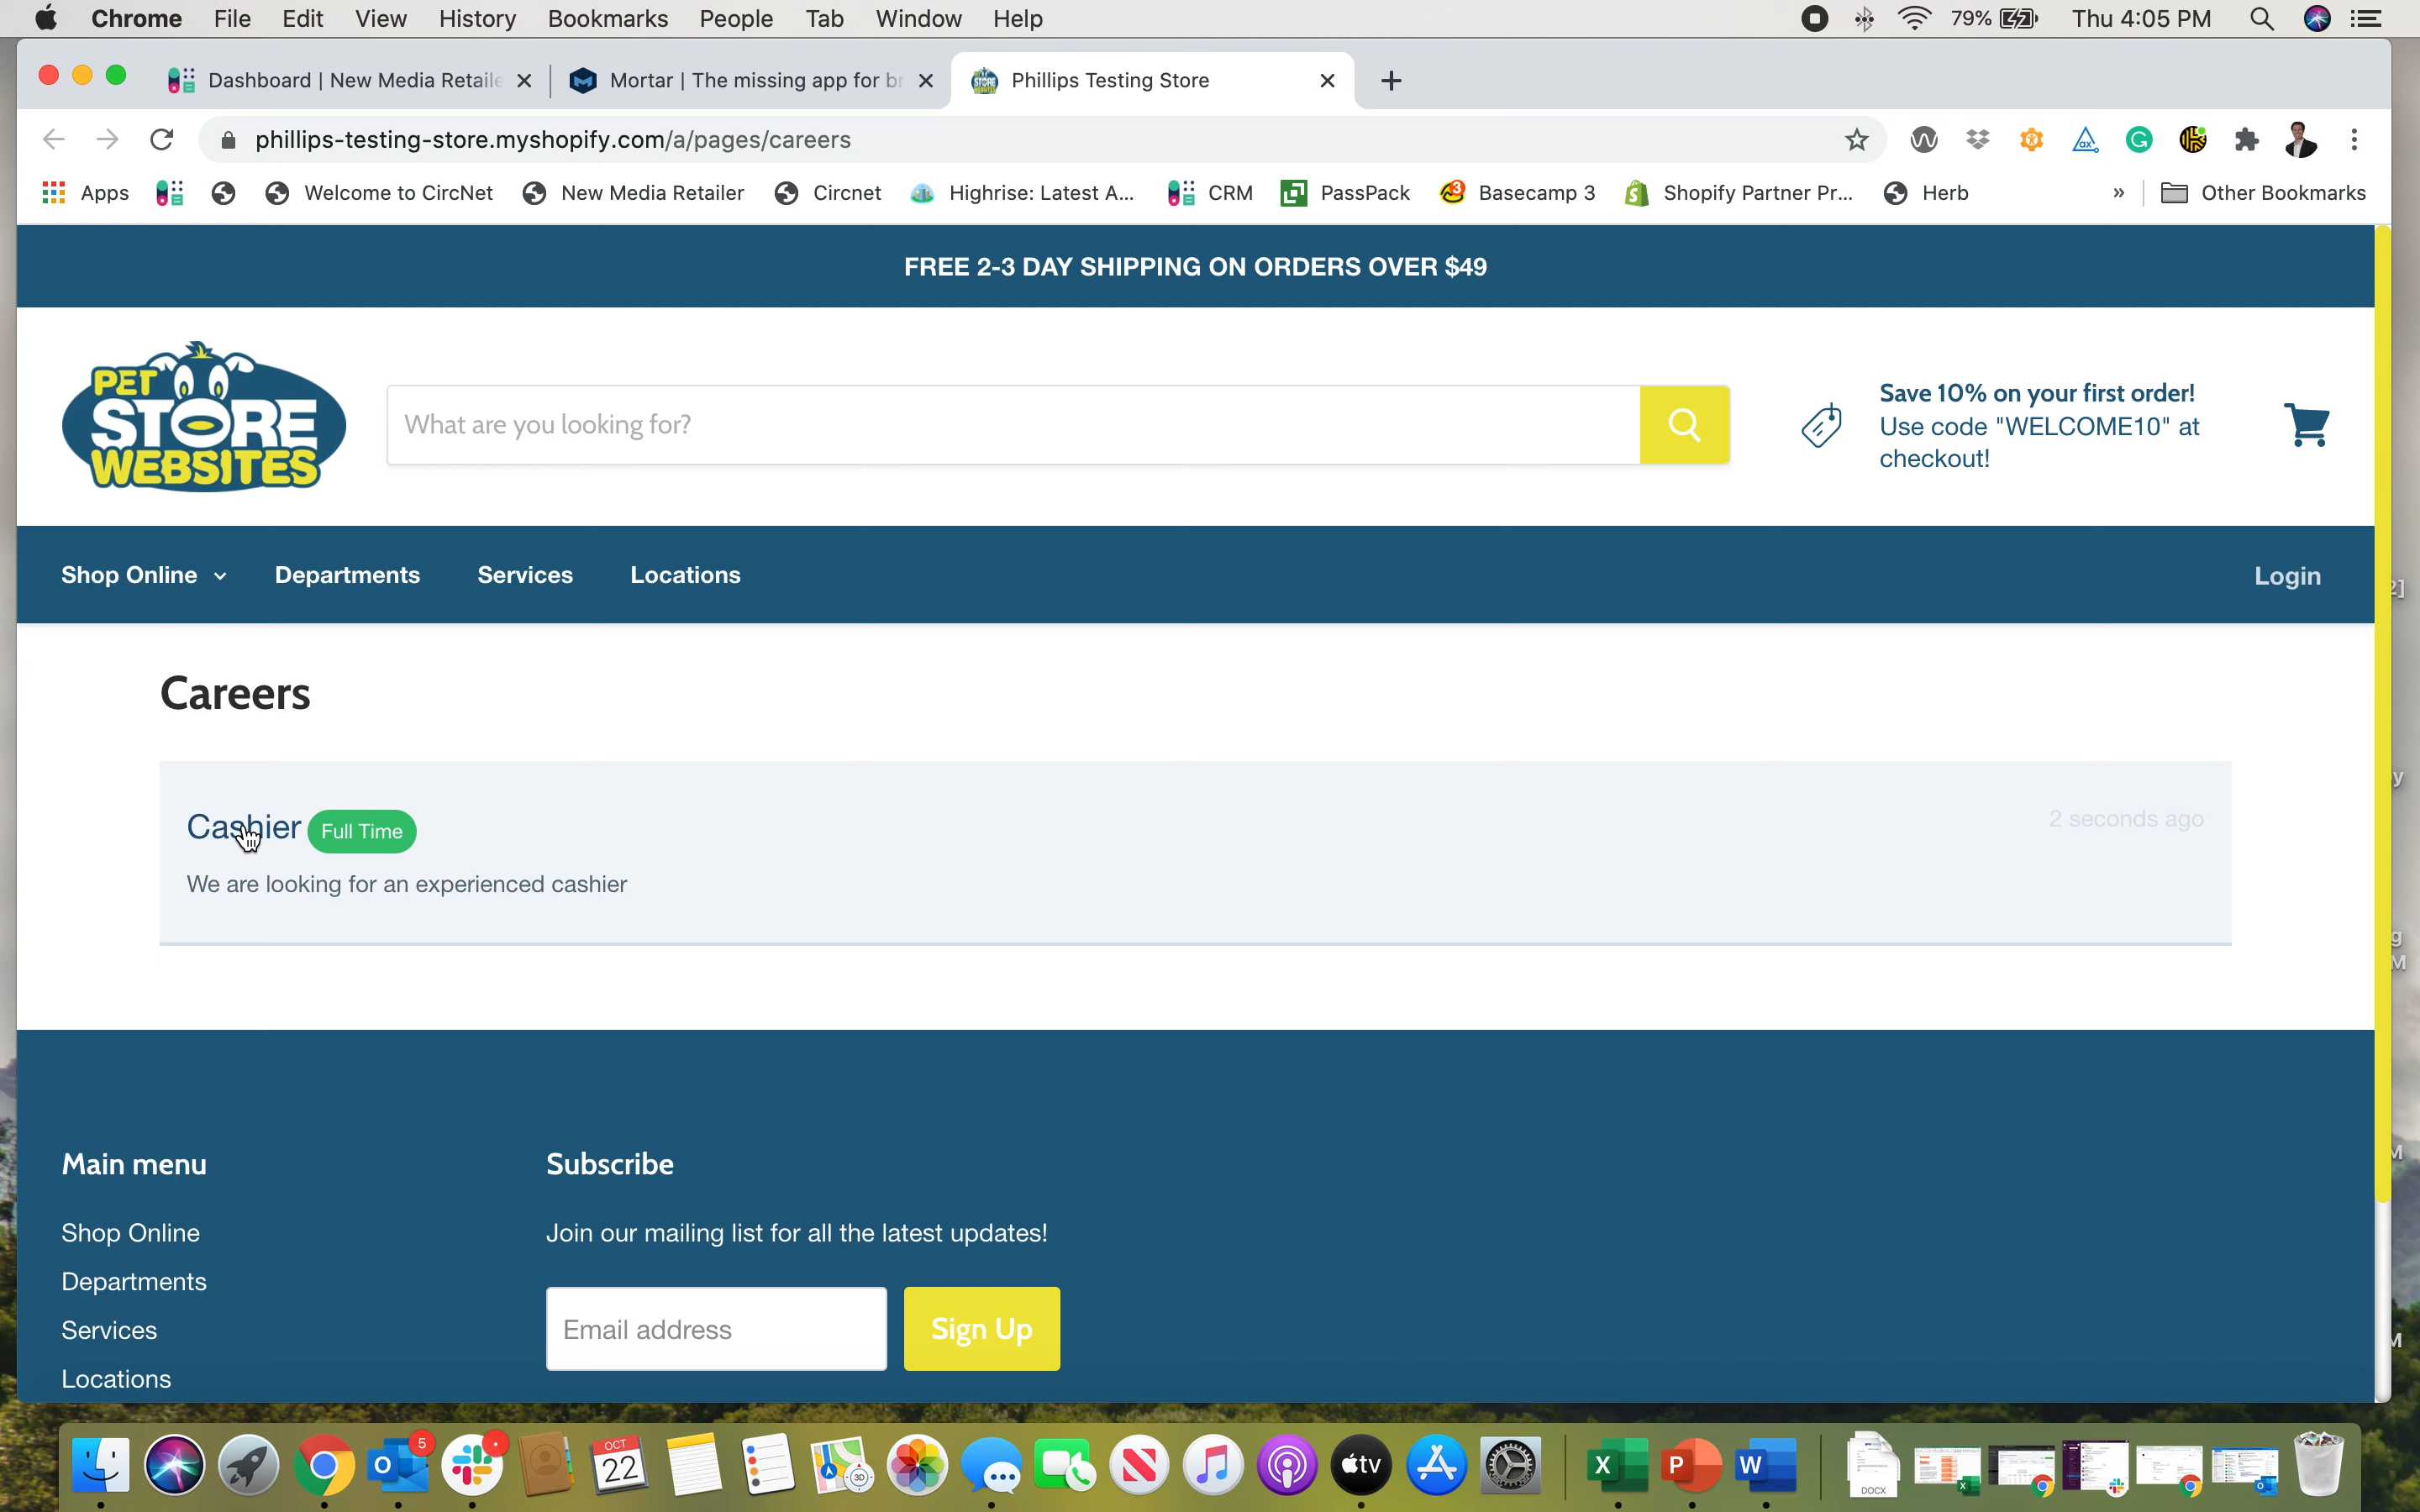 Chrome File Edit View History Bookmarks People Tab Window Help 79% Thu 4:05 PM
Dashboard | New Media Retaile Mortar | The missing app for br Phillips Testing Store
phillips-testing-store.myshopify.com/a/pages/careers
Apps Welcome to CircNet New Media Retailer Circnet Highrise: Latest A... CRM PassPack Basecamp 3 Shopify Partner Pr... Herb » Other Bookmarks
FREE 2-3 DAY SHIPPING ON ORDERS OVER $49
PET
STORE
WEBSITES
What are you looking for?
Save 10% on your first order!
Use code "WELCOME10" at
checkout!
Shop Online Departments Services Locations Login
Careers
Cashier Full Time 2 seconds ago
We are looking for an experienced cashier
Main menu
Shop Online
Departments
Services
Locations
Subscribe
Join our mailing list for all the latest updates!
Email address Sign Up
5
OCT
22
3D
tv
X
P
W
DOCX